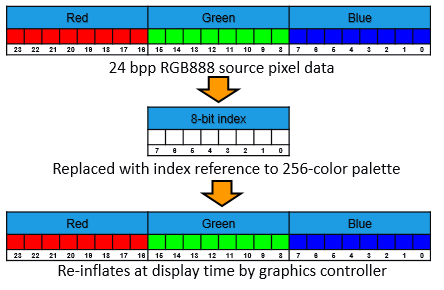 Red Green Blue
23 22 21 20 19 18 17 16 15 14 13 12 11 10 9 8 7 6 5 4 3 2 1 0
24 bpp RGB888 source pixel data
8-bit index
7 6 5 4 3 2 1 0
Replaced with index reference to 256-color palette
Red Green Blue
23 22 21 20 19 18 17 16 15 14 13 12 11 10 9 8 7 6 5 4 3 2 1 0
Re-inflates at display time by graphics controller